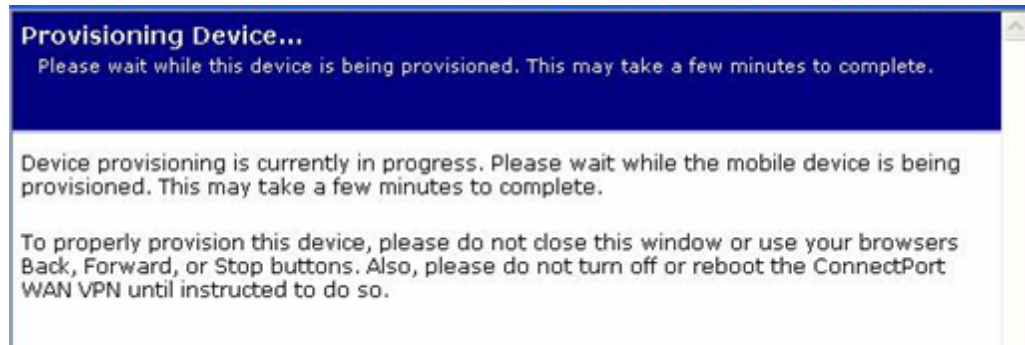 Provisioning Device...
Please wait while this device is being provisioned. This may take a few minutes to complete.
Device provisioning is currently in progress. Please wait while the mobile device is being
provisioned. This may take a few minutes to complete.
To properly provision this device, please do not close this window or use your browsers
Back, Forward, or Stop buttons. Also, please do not turn off or reboot the ConnectPort
WAN VPN until instructed to do so.